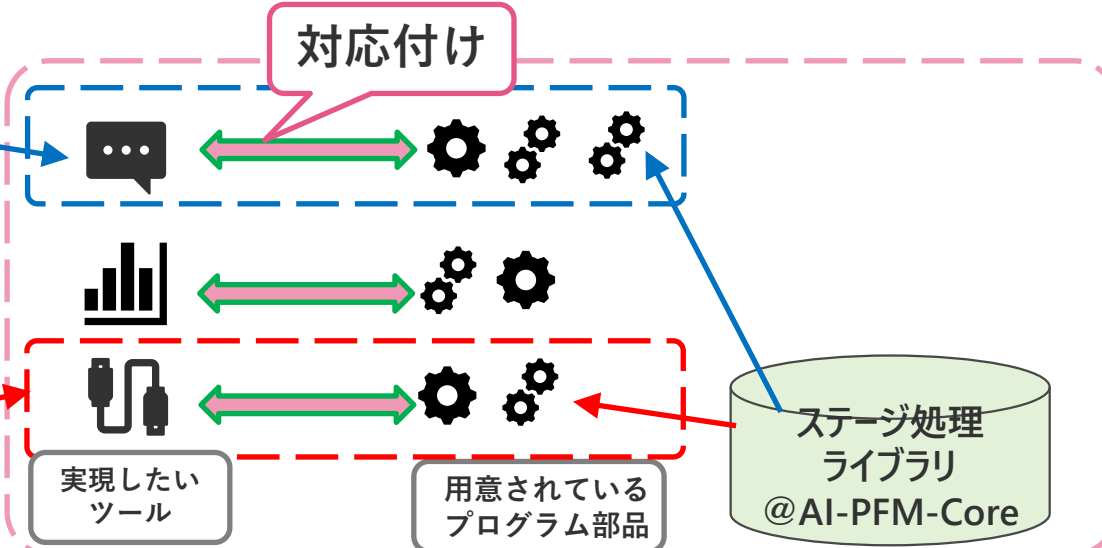 対応付け
実現したい
ツール
用意されている
プログラム部品
ステージ処理
ライブラリ
@AI-PFM-Core